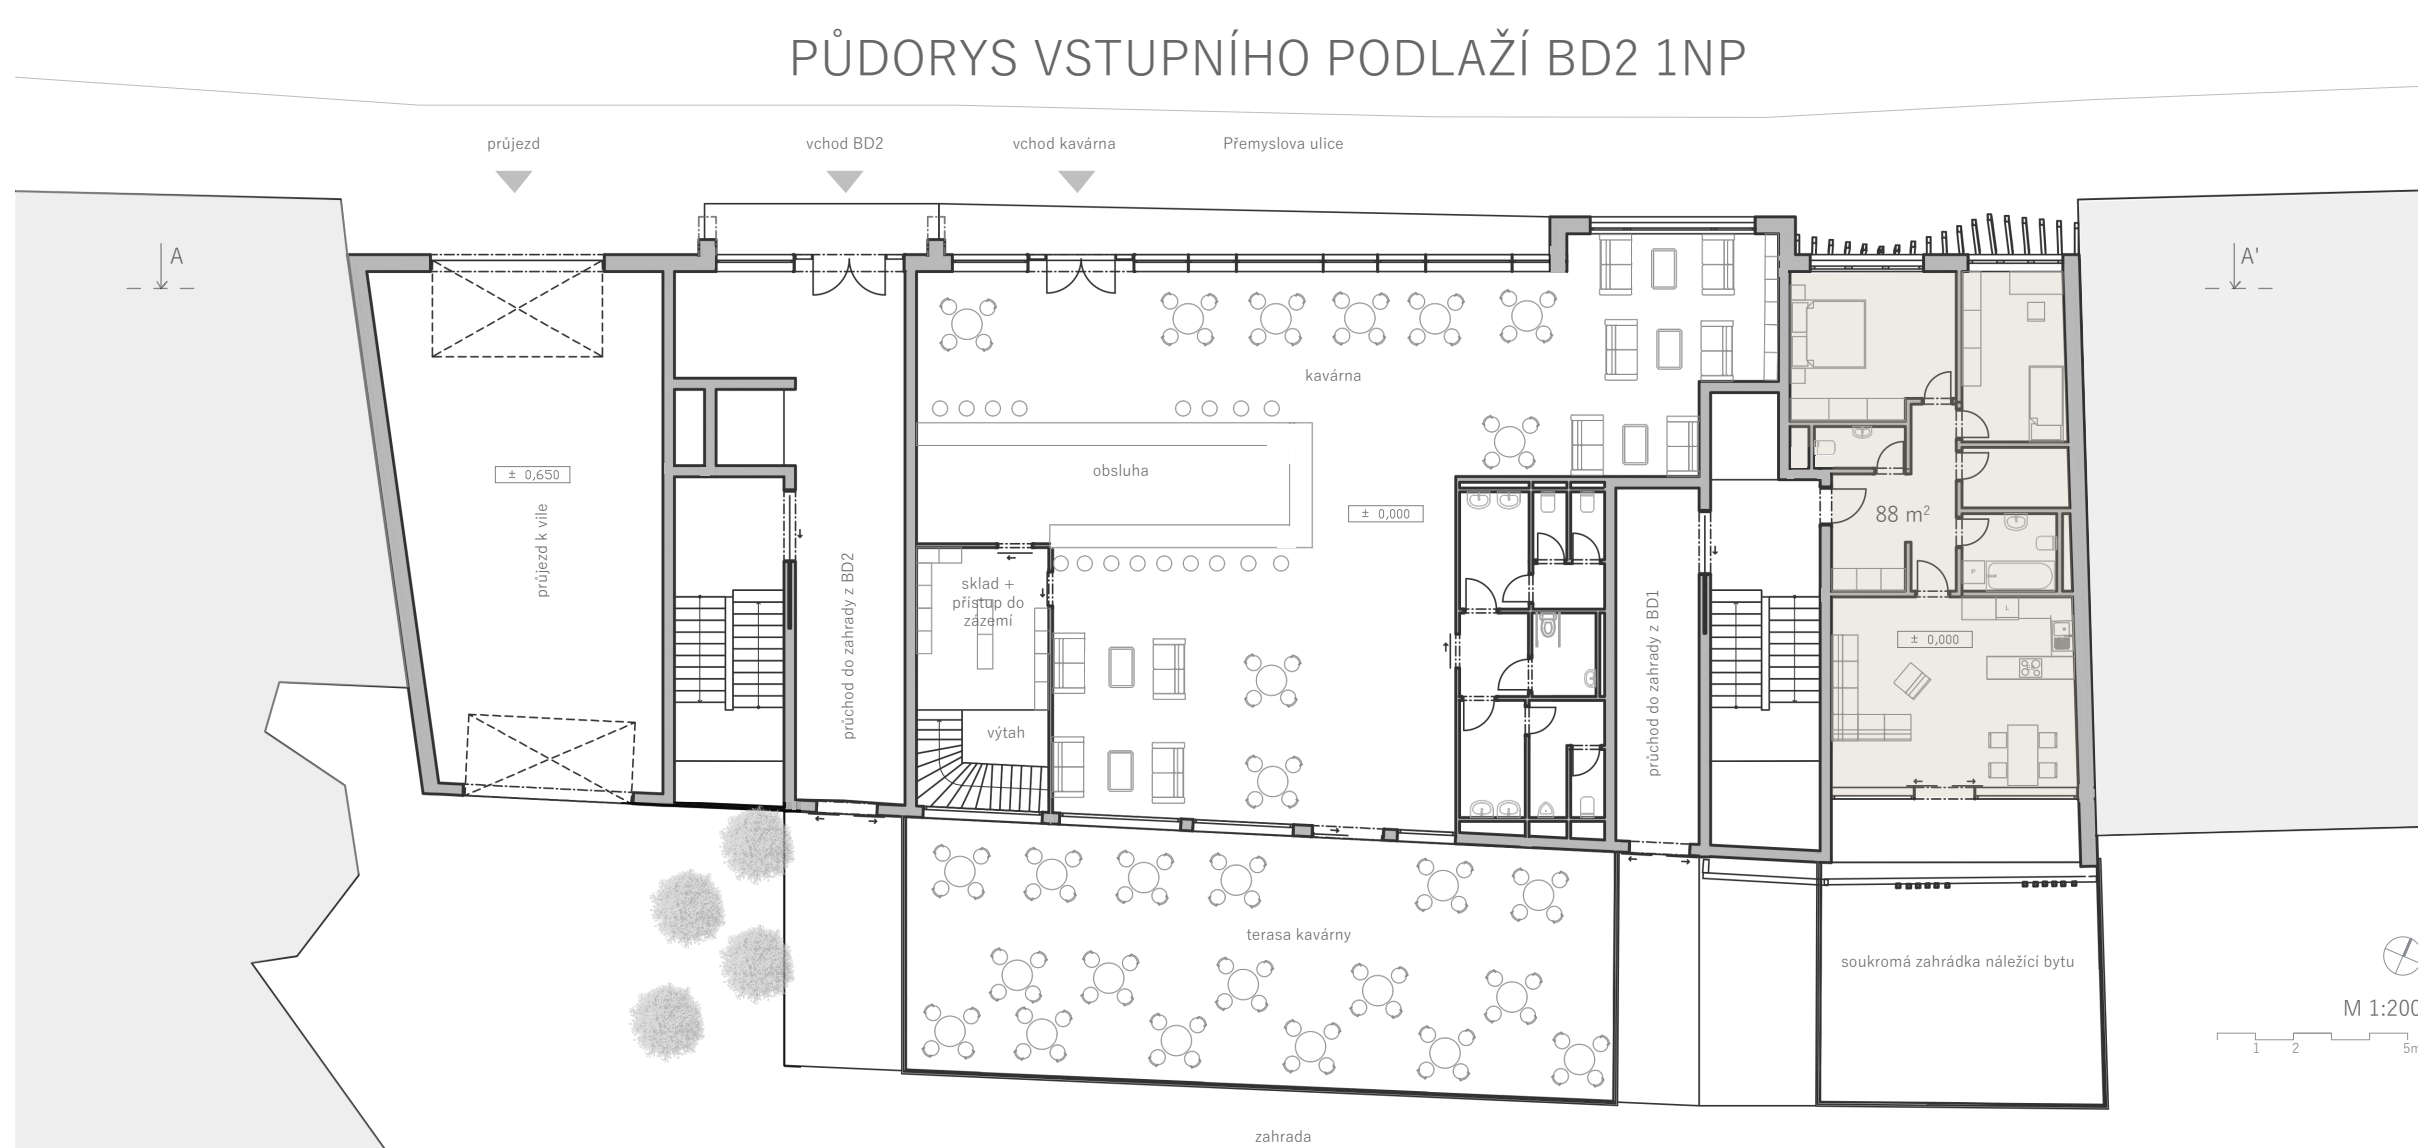 PŮDORYS VSTUPNÍHO PODLAŽÍ BD2 1NP
průjezd
vchod BD2
vchod kavárna
Přemyslova ulice
A
A'
kavárna
obsluha
± 0,650
± 0,000
průjezd k vile
průchod do zahrady z BD2
sklad +
přístup do
zázemí
výtah
průchod do zahrady z BD1
88 m²
P
L
± 0,000
terasa kavárny
soukromá zahrádka náležící bytu
M 1:200
1
2
5m
zahrada